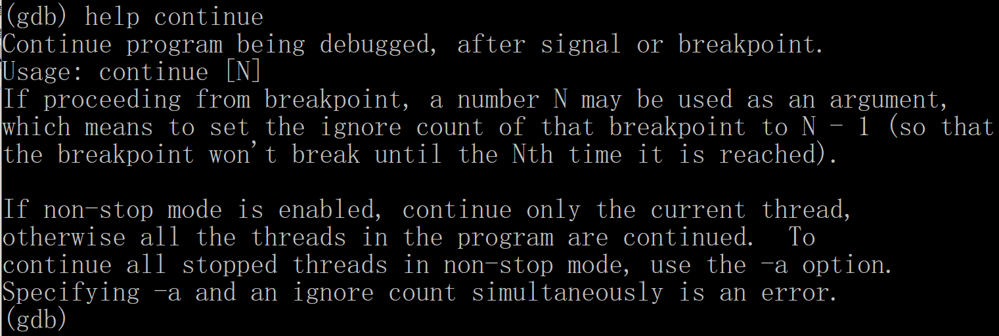 (gdb) help continue
Continue program being debugged, after signal or breakpoint.
Usage: continue [N]
If proceeding from breakpoint, a number N may be used as an argument,
which means to set the ignore count of that breakpoint to N - 1 (so that
the breakpoint won't break until the Nth time it is reached).

If non-stop mode is enabled, continue only the current thread,
otherwise all the threads in the program are continued.  To
continue all stopped threads in non-stop mode, use the -a option.
Specifying -a and an ignore count simultaneously is an error.
(gdb)